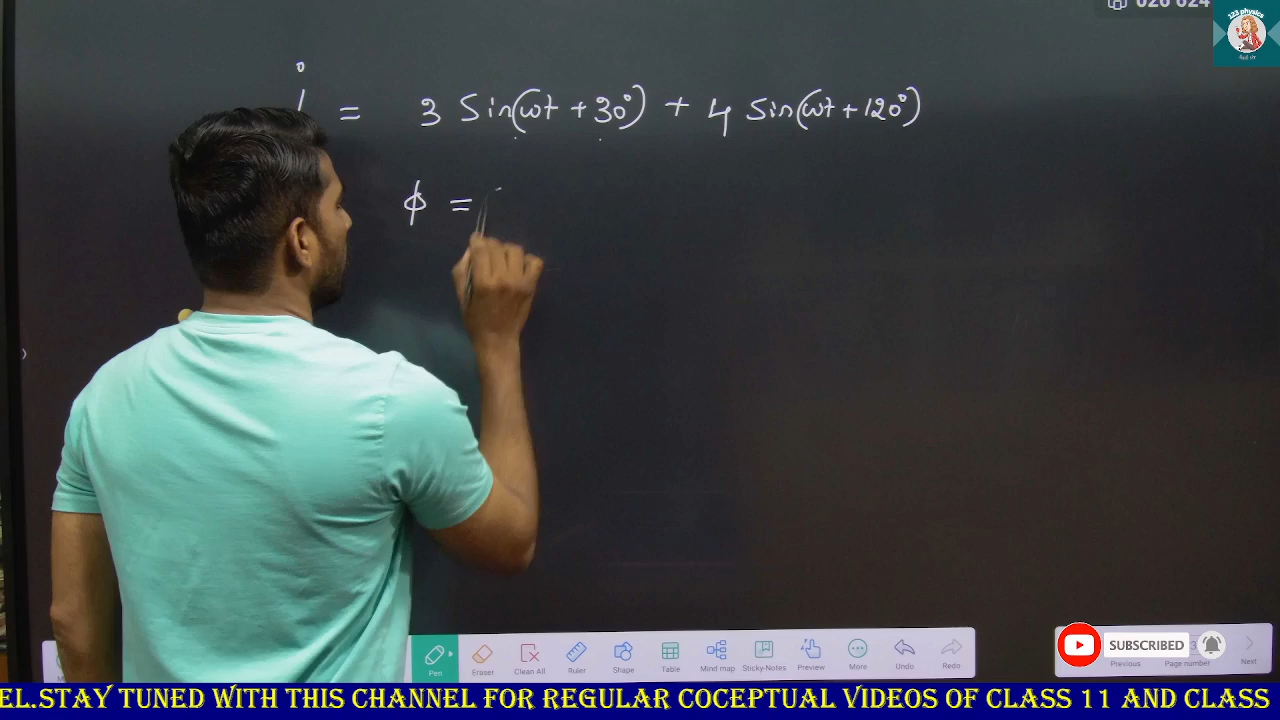 123 physics
i = 3 Sin(ωt + 30°) + 4 Sin(ωt + 120°)
ϕ =
Pen
Eraser
Clean All
Ruler
Shape
Table
Mind map
Sticky-Notes
Preview
More
Undo
Redo
SUBSCRIBED
Previous
Page number
Next
EL.STAY TUNED WITH THIS CHANNEL FOR REGULAR COCEPTUAL VIDEOS OF CLASS 11 AND CLASS